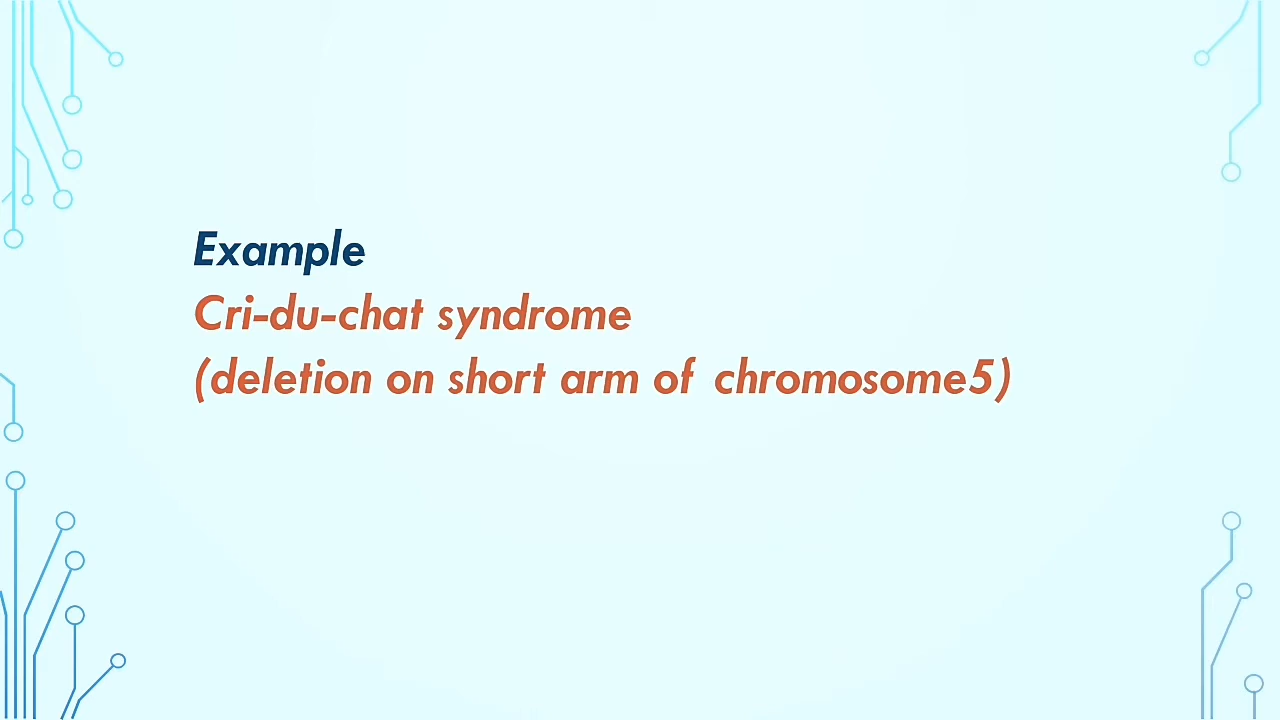 Example
Cri-du-chat syndrome
(deletion on short arm of chromosome5)